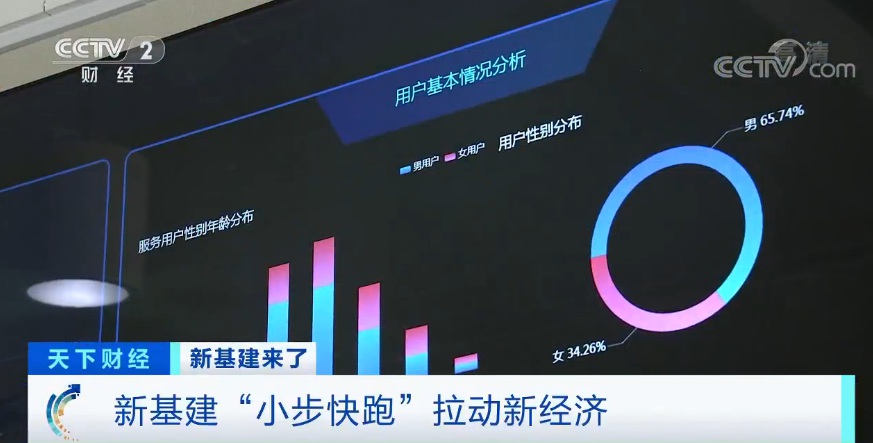 CCTV 2
财经
高清
CCTV.com
用户基本情况分析
男用户 女用户 用户性别分布
男 65.74%
服务用户性别年龄分布
女 34.26%
天下财经 新基建来了
新基建“小步快跑”拉动新经济